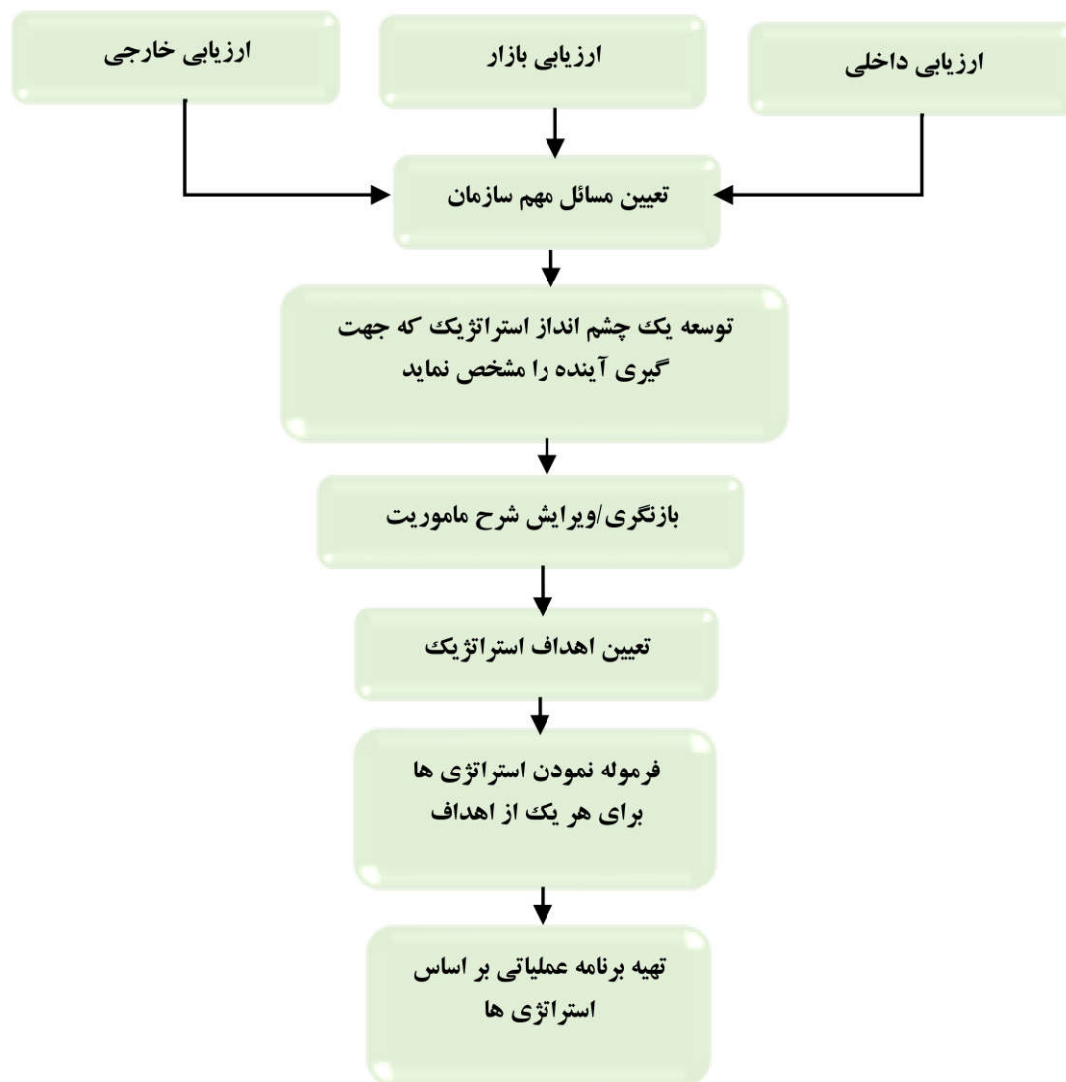 ارزیابی داخلی
ارزیابی بازار
ارزیابی خارجی
تعیین مسائل مهم سازمان
توسعه یک چشم انداز استراتژیک که جهت
گیری آینده را مشخص نماید
بازنگری/ویرایش شرح ماموریت
تعیین اهداف استراتژیک
فرموله نمودن استراتژی ها
برای هر یک از اهداف
تهیه برنامه عملیاتی بر اساس
استراتژی ها